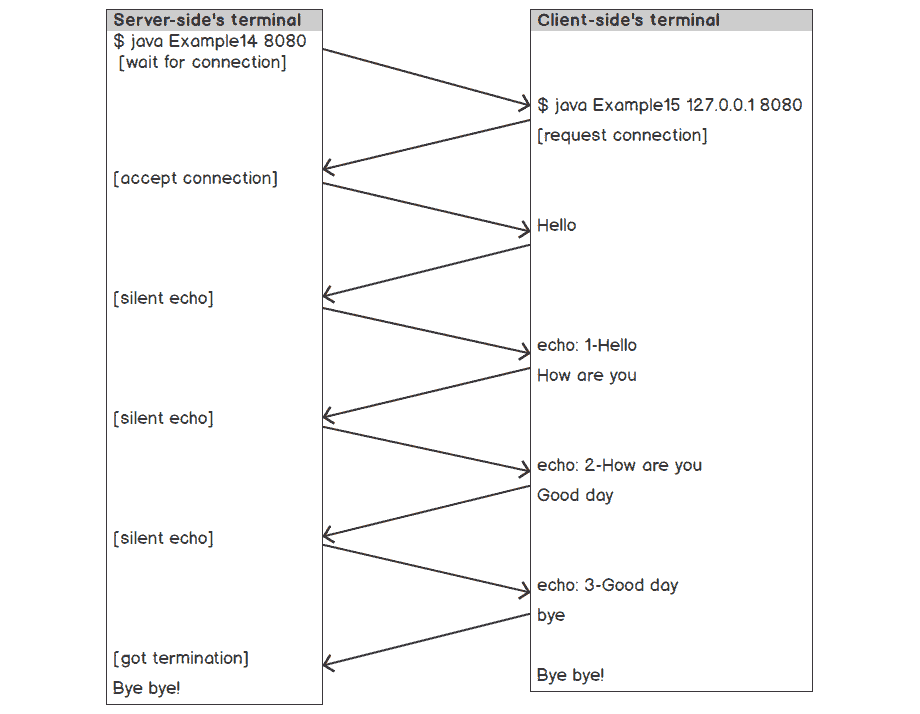 Server-side's terminal
$ java Example14 8080
[wait for connection]
[accept connection]
[silent echo]
[silent echo]
[silent echo]
[got termination]
Bye bye!
Client-side's terminal
$ java Example15 127.0.0.1 8080
[request connection]
Hello
echo: 1-Hello
How are you
echo: 2-How are you
Good day
echo: 3-Good day
bye
Bye bye!